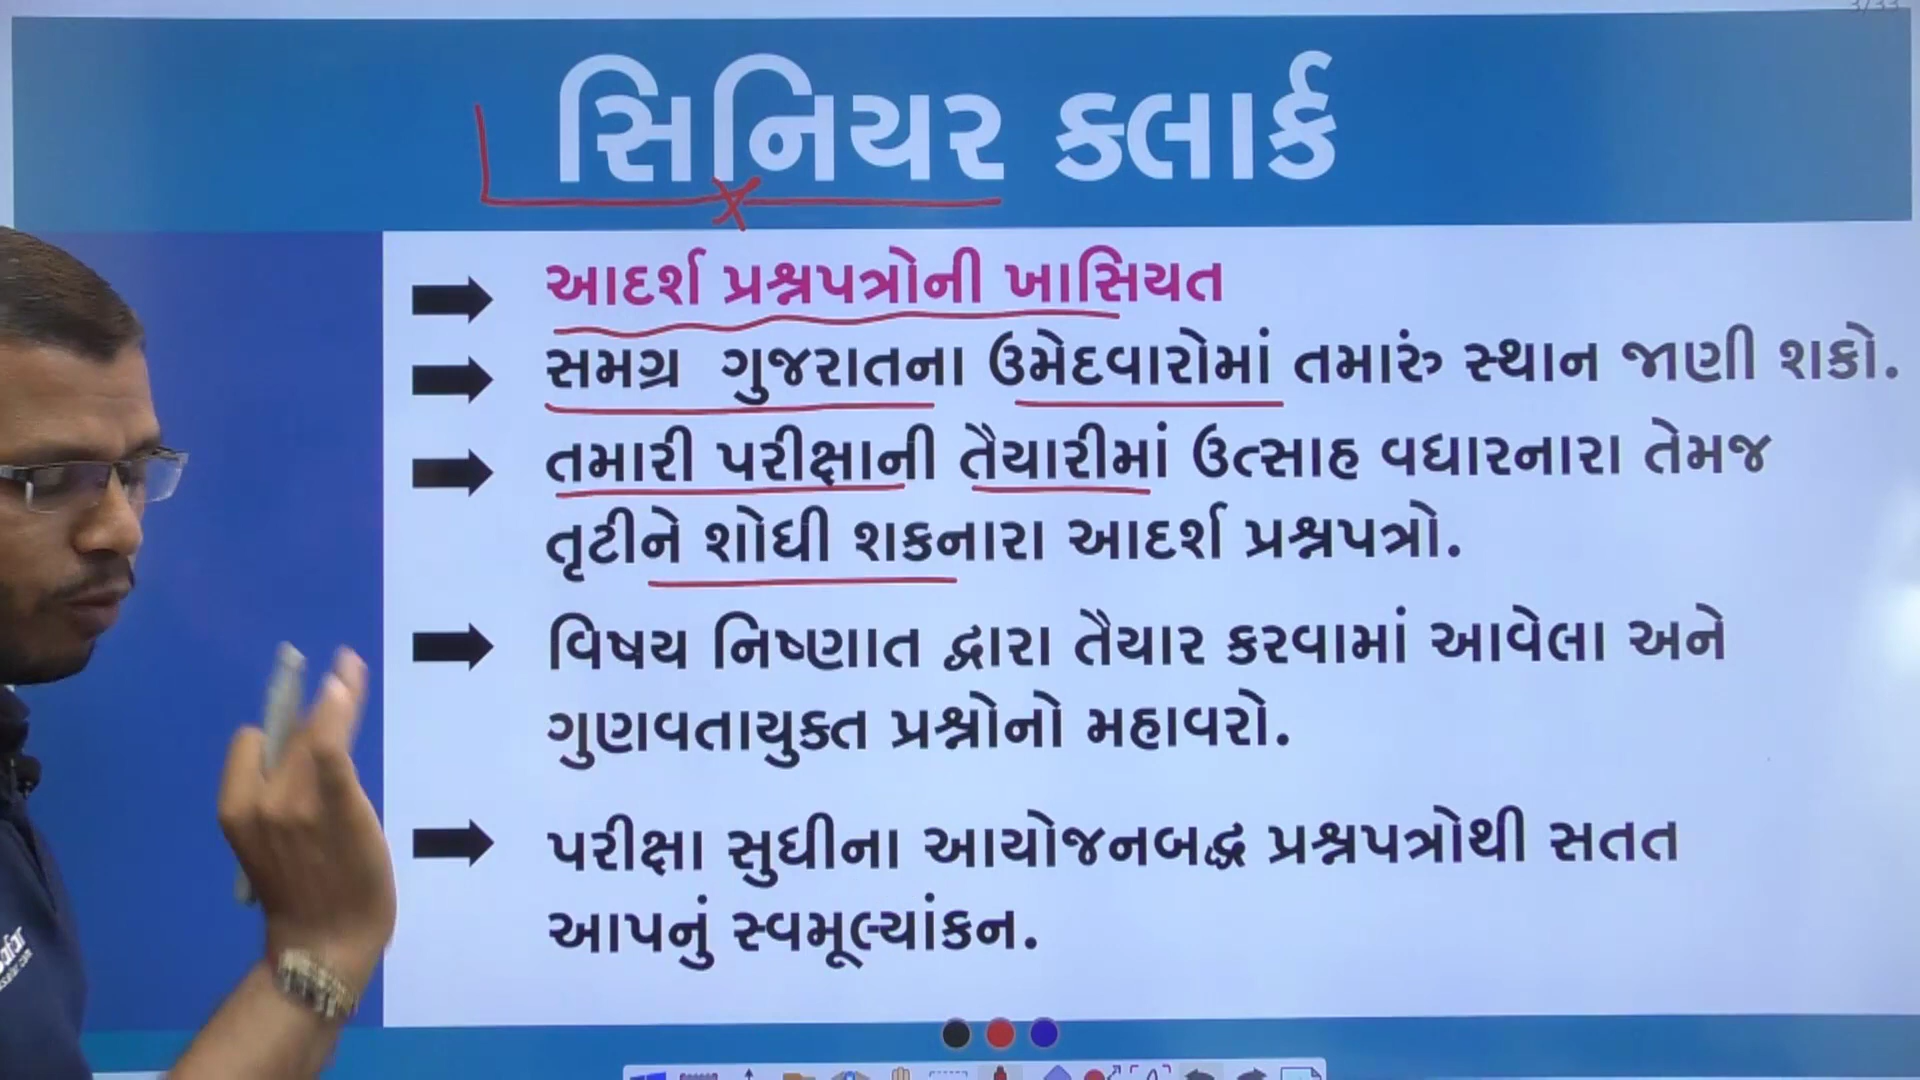 સિનિયર ક્લાર્ક
આદર્શ પ્રશ્નપત્રોની ખાસિયત
સમગ્ર ગુજરાતના ઉમેદવારોમાં તમારું સ્થાન જાણી શકો.
તમારી પરીક્ષાની તૈયારીમાં ઉત્સાહ વધારનારા તેમજ
તૃટીને શોધી શકનારા આદર્શ પ્રશ્નપત્રો.
વિષય નિષ્ણાત દ્વારા તૈયાર કરવામાં આવેલા અને
ગુણવતાયુક્ત પ્રશ્નોનો મહાવરો.
પરીક્ષા સુધીના આયોજનબદ્ધ પ્રશ્નપત્રોથી સતત
આપનું સ્વમૂલ્યાંકન.